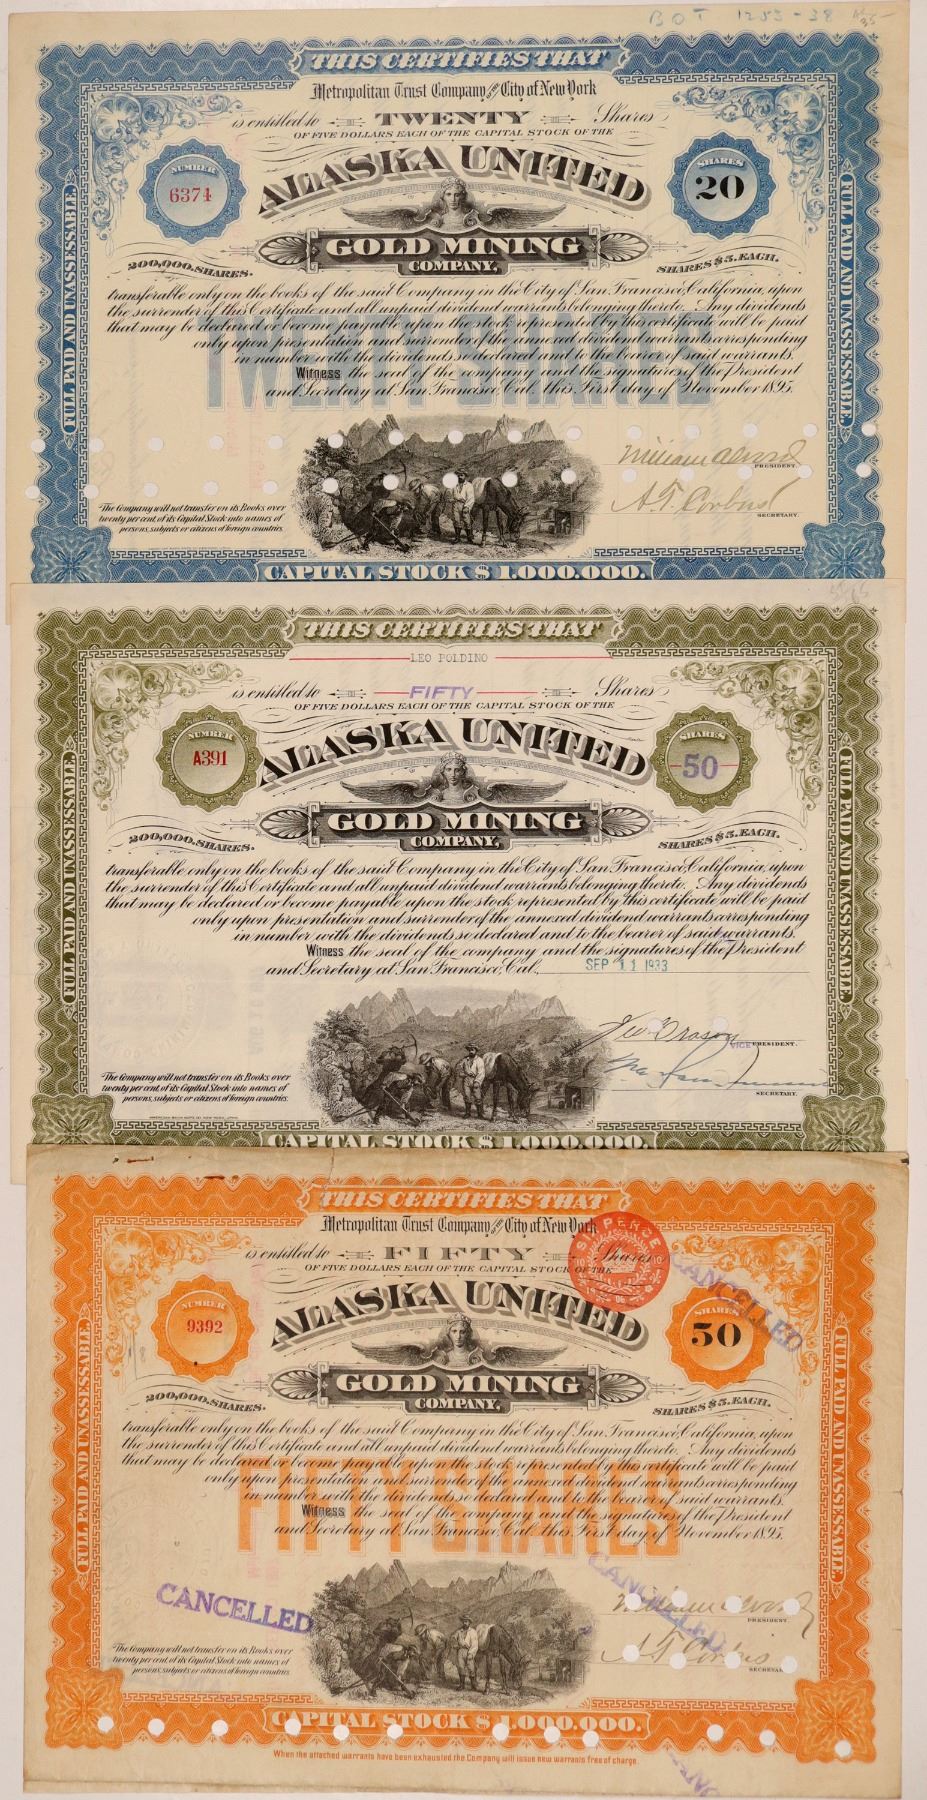 BOT 1253-38
THIS CERTIFIES THAT
Metropolitan Trust Company of the City of New York
is entitled to TWENTY Shares
OF FIVE DOLLARS EACH OF THE CAPITAL STOCK OF THE
ALASKA UNITED
NUMBER
6374
SHARES
20
GOLD MINING
COMPANY,
200,000. SHARES.
SHARES $5. EACH.
FULL PAID AND UNASSESSABLE.
FULL PAID AND UNASSESSABLE.
transferable only on the books of the said Company in the City of San Francisco, California, upon
the surrender of this Certificate and all unpaid dividend warrants belonging thereto. Any dividends
that may be declared or become payable upon the stock represented by this certificate will be paid
only upon presentation and surrender of the annexed dividend warrants corresponding
in number with the dividends so declared and to the bearer of said warrants.
Witness the seal of the company and the signatures of the President
and Secretary at San Francisco, Cal. this First day of November 1895.
TWENTY SHARES
William Alvord
PRESIDENT.
A. T. Corbus
SECRETARY.
The Company will not transfer on its Books over
twenty per cent. of its Capital Stock into names of
persons, subjects or citizens of foreign countries.
CAPITAL STOCK $ 1.000.000.
THIS CERTIFIES THAT
LEO POLDINO
is entitled to FIFTY Shares
OF FIVE DOLLARS EACH OF THE CAPITAL STOCK OF THE
ALASKA UNITED
NUMBER
A391
SHARES
50
GOLD MINING
COMPANY,
200,000. SHARES.
SHARES $5. EACH.
FULL PAID AND UNASSESSABLE.
FULL PAID AND UNASSESSABLE.
transferable only on the books of the said Company in the City of San Francisco, California, upon
the surrender of this Certificate and all unpaid dividend warrants belonging thereto. Any dividends
that may be declared or become payable upon the stock represented by this certificate will be paid
only upon presentation and surrender of the annexed dividend warrants corresponding
in number with the dividends so declared and to the bearer of said warrants.
Witness the seal of the company and the signatures of the President
and Secretary at San Francisco, Cal. SEP 11 1933
VICE PRESIDENT.
SECRETARY.
The Company will not transfer on its Books over
twenty per cent. of its Capital Stock into names of
persons, subjects or citizens of foreign countries.
CAPITAL STOCK $ 1.000.000.
THIS CERTIFIES THAT
Metropolitan Trust Company of the City of New York
is entitled to FIFTY Shares
OF FIVE DOLLARS EACH OF THE CAPITAL STOCK OF THE
SIX PENCE
CANCELLED
ALASKA UNITED
NUMBER
9392
SHARES
50
GOLD MINING
COMPANY,
200,000. SHARES.
SHARES $5. EACH.
FULL PAID AND UNASSESSABLE.
FULL PAID AND UNASSESSABLE.
transferable only on the books of the said Company in the City of San Francisco, California, upon
the surrender of this Certificate and all unpaid dividend warrants belonging thereto. Any dividends
that may be declared or become payable upon the stock represented by this certificate will be paid
only upon presentation and surrender of the annexed dividend warrants corresponding
in number with the dividends so declared and to the bearer of said warrants.
Witness the seal of the company and the signatures of the President
and Secretary at San Francisco, Cal. this First day of November 1895.
FIFTY SHARES
CANCELLED
CANCELLED
William Alvord
PRESIDENT.
A. T. Corbus
SECRETARY.
The Company will not transfer on its Books over
twenty per cent. of its Capital Stock into names of
persons, subjects or citizens of foreign countries.
CAPITAL STOCK $ 1.000.000.
When the attached warrants have been exhausted the Company will issue new warrants free of charge.